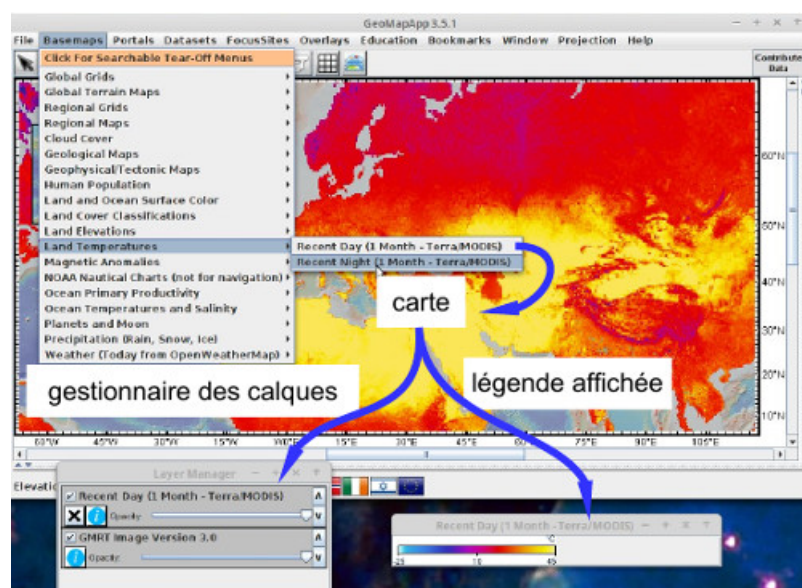 GeoMapApp 3.5.1
File Basemaps Portals Datasets FocusSites Overlays Education Bookmarks Window Projection Help
Click For Searchable Tear-Off Menus
Contribute Data
Global Grids
Global Terrain Maps
Regional Grids
Regional Maps
Cloud Cover
Geological Maps
Geophysical/Tectonic Maps
Human Population
Land and Ocean Surface Color
Land Cover Classifications
Land Elevations
Land Temperatures
Recent Day (1 Month - Terra/MODIS)
Magnetic Anomalies
Recent Night (1 Month - Terra/MODIS)
NOAA Nautical Charts (not for navigation)
Ocean Primary Productivity
Ocean Temperatures and Salinity
Planets and Moon
Precipitation (Rain, Snow, Ice)
Weather (Today from OpenWeatherMap)
60°N
50°N
40°N
30°N
20°N
10°N
carte
gestionnaire des calques
légende affichée
60°W 45°W 30°W 15°W 0°E 15°E 30°E 45°E 60° 75°E 90°E 105°E
Layer Manager
Recent Day (1 Month - Terra/MODIS) A
Opacity: V
GMRT Image Version 3.0 A
Opacity: V
Recent Day (1 Month - Terra/MODIS)
°C
-25 10 45